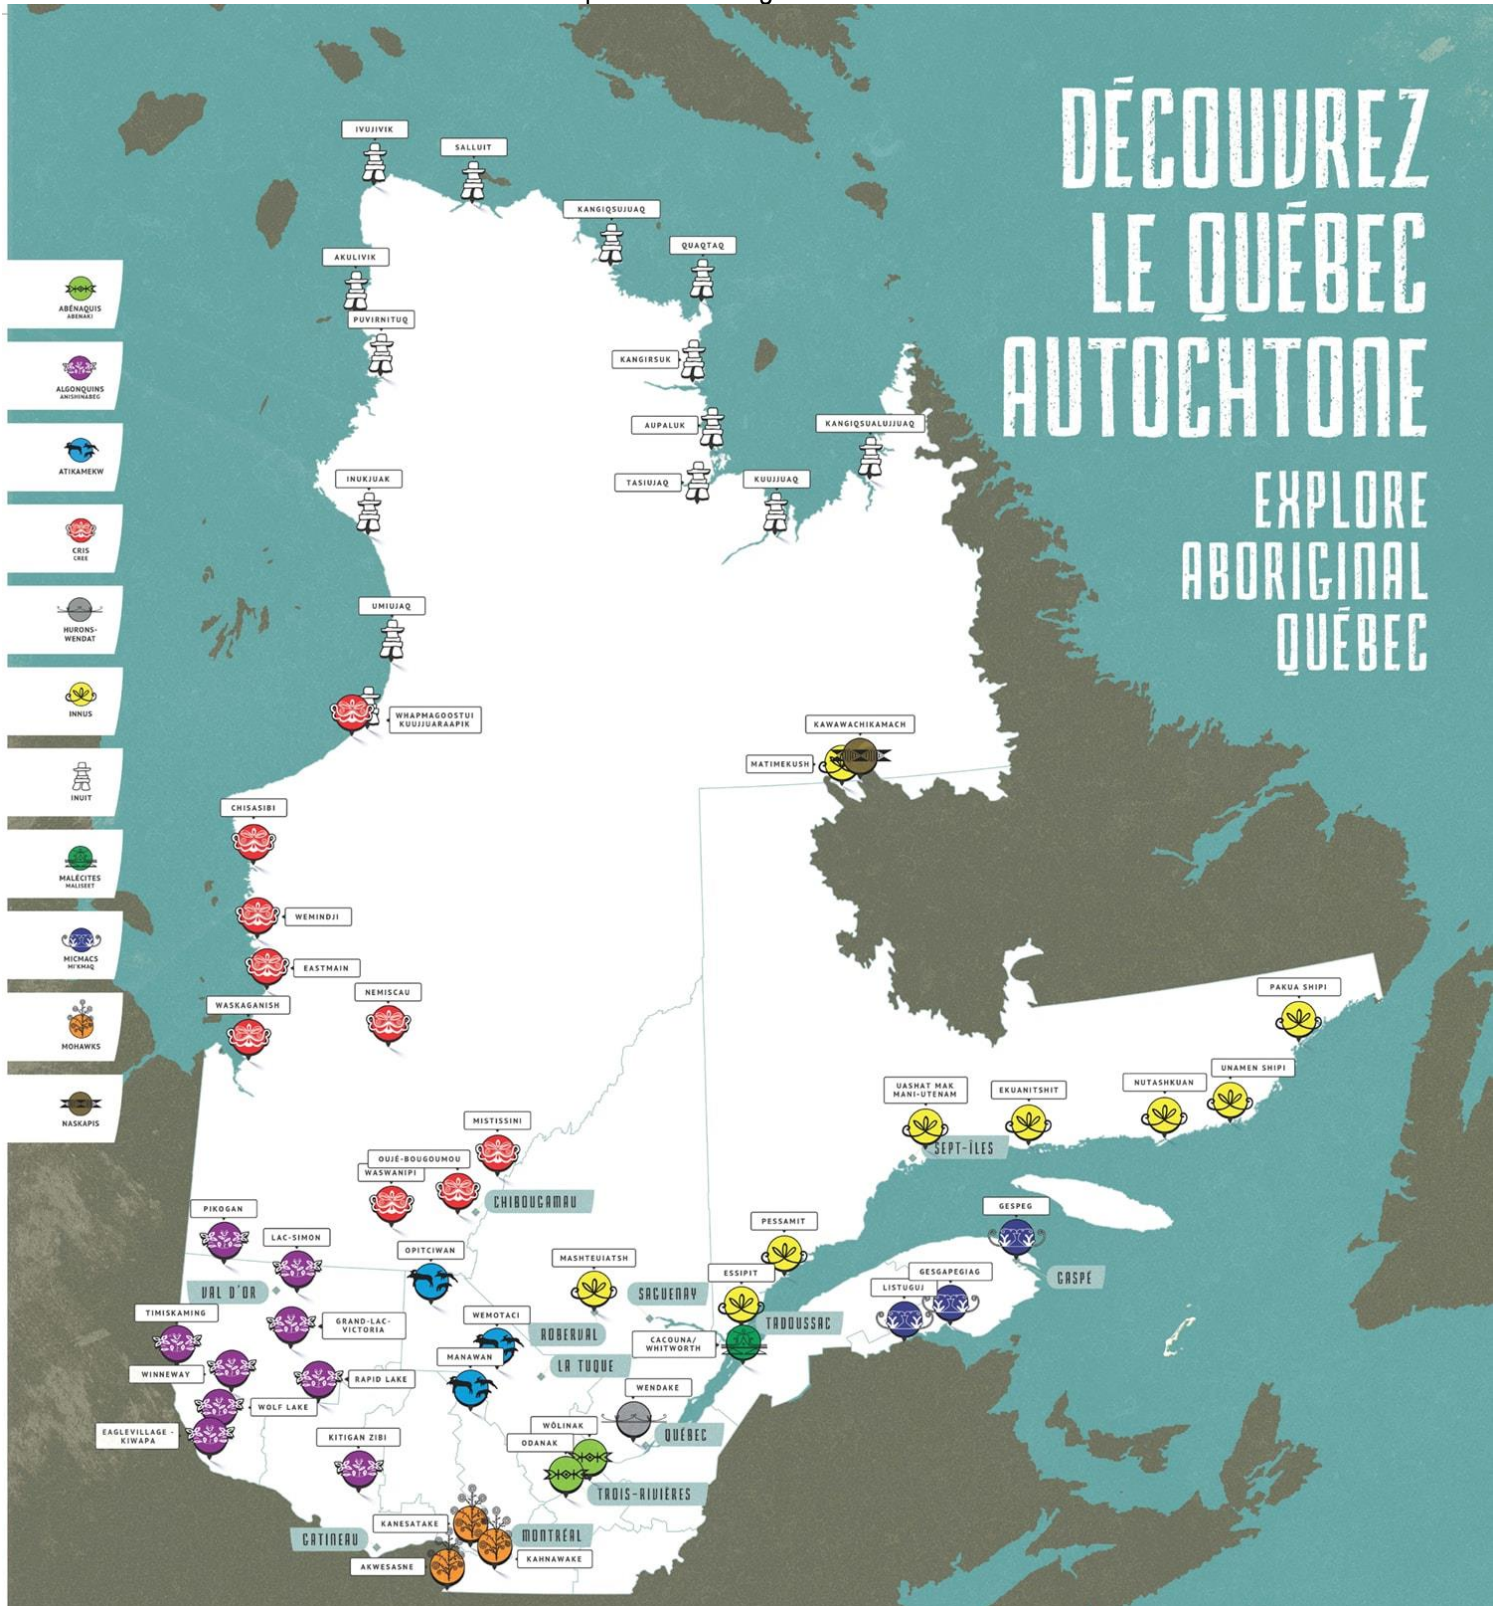 DÉCOUVREZ
LE QUÉBEC
AUTOCHTONE
EXPLORE
ABORIGINAL
QUÉBEC
ABÉNAQUIS
ABENAKI
ALGONQUINS
ANISHINABEG
ATIKAMEKW
CRIS
CREE
HURONS-
WENDAT
INNUS
INUIT
MALÉCITES
MALISEET
MICMACS
MI'KMAQ
MOHAWKS
NASKAPIS
IVUJIVIK
SALLUIT
KANGIQSUJUAQ
QUAQTAQ
AKULIVIK
PUVIRNITUQ
KANGIRSUK
AUPALUK
KANGIQSUALUJJUAQ
TASIUJAQ
KUUJJUAQ
INUKJUAK
UMIUJAQ
WHAPMAGOOSTUI
KUUJJUARAAPIK
KAWAWACHIKAMACH
MATIMEKUSH
CHISASIBI
WEMINDJI
EASTMAIN
NEMISCAU
WASKAGANISH
PAKUA SHIPI
UNAMEN SHIPI
NUTASHKUAN
EKUANITSHIT
UASHAT MAK
MANI-UTENAM
SEPT-ÎLES
MISTISSINI
OUJÉ-BOUGOUMOU
WASWANIPI
CHIBOUGAMAU
PIKOGAN
LAC-SIMON
OPITCIWAN
MASHTEUIATSH
PESSAMIT
ESSIPIT
GESPEG
GESGAPEGIAG
LISTUGUJ
GASPÉ
VAL D'OR
SAGUENAY
TADOUSSAC
TIMISKAMING
GRAND-LAC-
VICTORIA
WEMOTACI
ROBERVAL
CACOUNA/
WHITWORTH
MANAWAN
LA TUQUE
WINNEWAY
RAPID LAKE
WENDAKE
WOLF LAKE
EAGLEVILLAGE -
KIWAPA
KITIGAN ZIBI
WÔLINAK
ODANAK
QUÉBEC
TROIS-RIVIÈRES
KANESATAKE
MONTRÉAL
GATINEAU
AKWESASNE
KAHNAWAKE